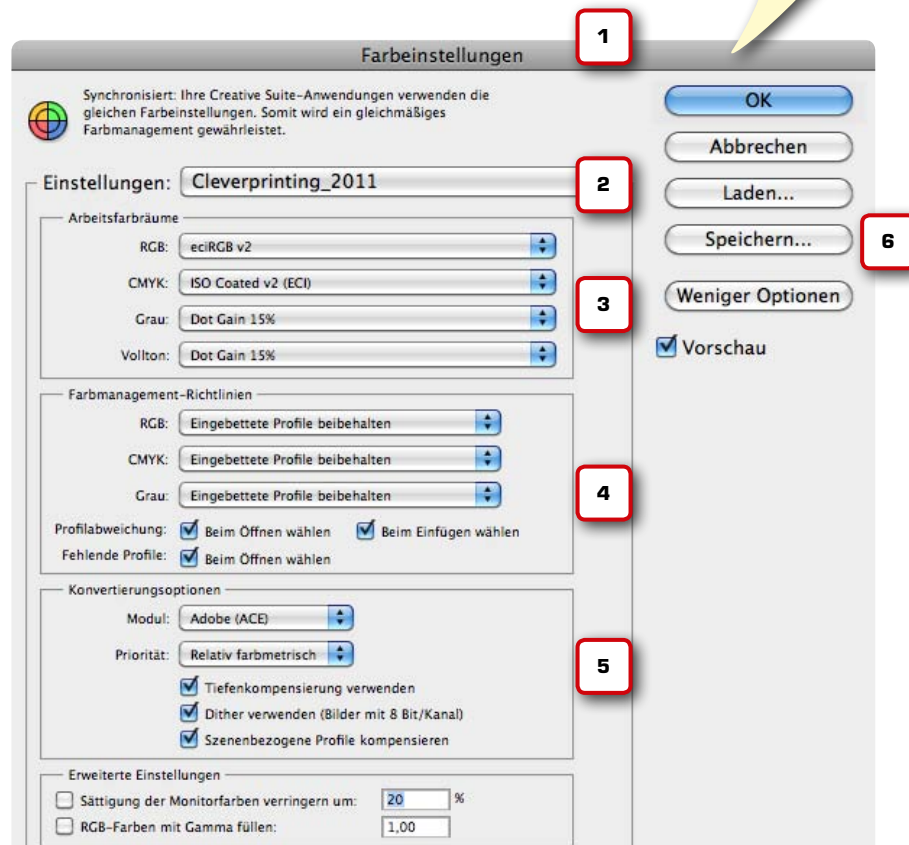 1
Farbeinstellungen
Synchronisiert: Ihre Creative Suite-Anwendungen verwenden die
gleichen Farbeinstellungen. Somit wird ein gleichmäßiges
Farbmanagement gewährleistet.
OK
Abbrechen
Einstellungen: Cleverprinting_2011
2
Laden...
Arbeitsfarbräume
Speichern...
6
RGB: eciRGB v2
CMYK: ISO Coated v2 (ECI)
3
Weniger Optionen
Grau: Dot Gain 15%
Vollton: Dot Gain 15%
Vorschau
Farbmanagement-Richtlinien
RGB: Eingebettete Profile beibehalten
CMYK: Eingebettete Profile beibehalten
Grau: Eingebettete Profile beibehalten
4
Profilabweichung: Beim Öffnen wählen Beim Einfügen wählen
Fehlende Profile: Beim Öffnen wählen
Konvertierungsoptionen
Modul: Adobe (ACE)
Priorität: Relativ farbmetrisch
5
Tiefenkompensierung verwenden
Dither verwenden (Bilder mit 8 Bit/Kanal)
Szenenbezogene Profile kompensieren
Erweiterte Einstellungen
Sättigung der Monitorfarben verringern um: 20 %
RGB-Farben mit Gamma füllen: 1,00